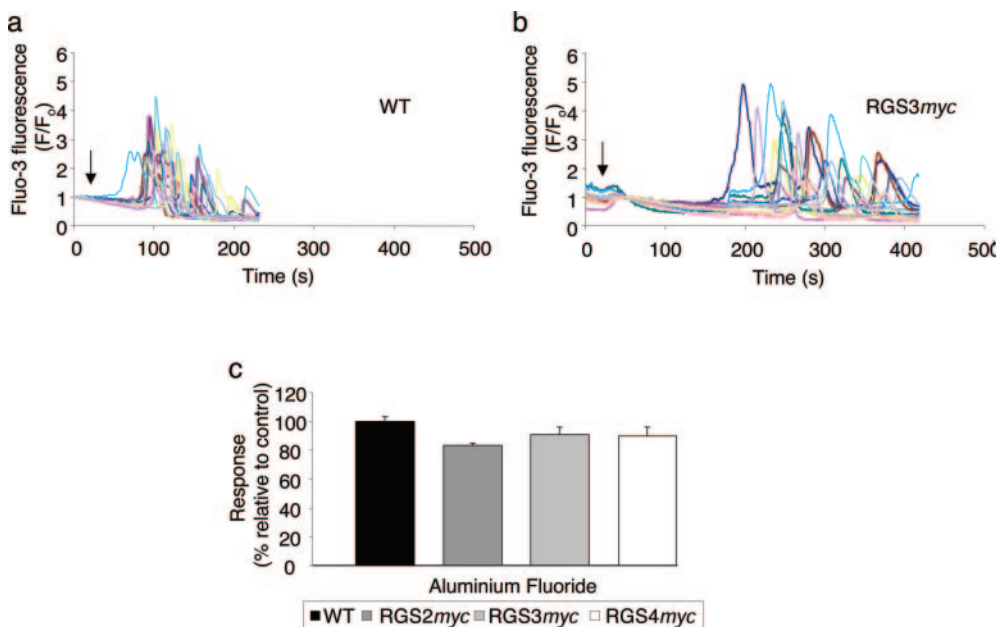 a
Fluo-3 fluorescence
(F/Fo)
6
5
4
3
2
1
0
WT
0 100 200 300 400 500
Time (s)
b
Fluo-3 fluorescence
(F/Fo)
6
5
4
3
2
1
0
RGS3myc
0 100 200 300 400 500
Time (s)
c
Response
(% relative to control)
120
100
80
60
40
20
0
Aluminium Fluoride
WT RGS2myc RGS3myc RGS4myc